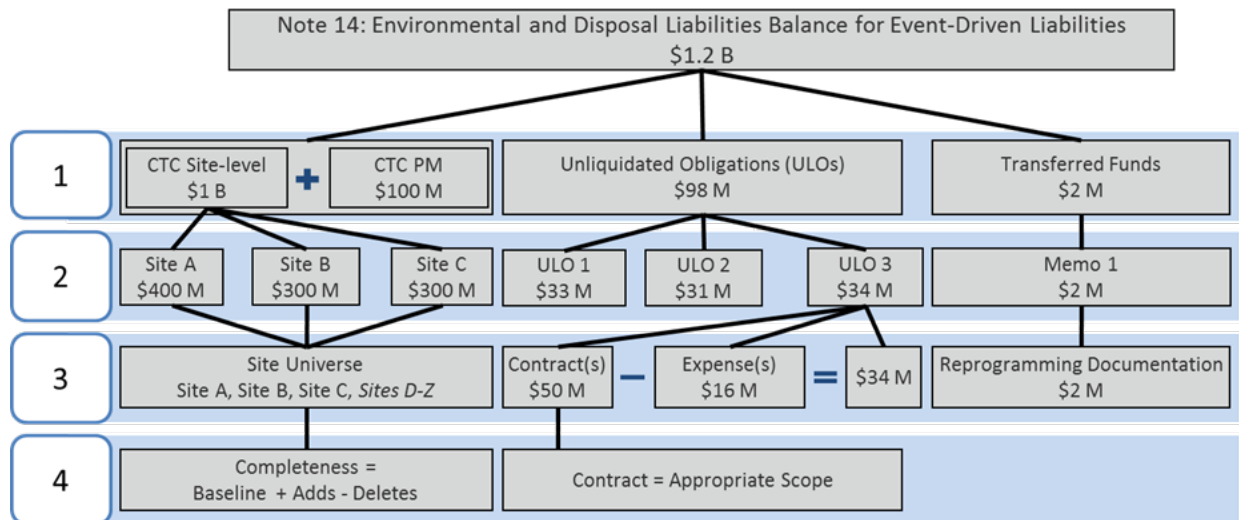 Note 14: Environmental and Disposal Liabilities Balance for Event-Driven Liabilities
$1.2 B
1
CTC Site-level
$1 B
+
CTC PM
$100 M
Unliquidated Obligations (ULOs)
$98 M
Transferred Funds
$2 M
2
Site A
$400 M
Site B
$300 M
Site C
$300 M
ULO 1
$33 M
ULO 2
$31 M
ULO 3
$34 M
Memo 1
$2 M
3
Site Universe
Site A, Site B, Site C, Sites D-Z
Contract(s)
$50 M
−
Expense(s)
$16 M
=
$34 M
Reprogramming Documentation
$2 M
4
Completeness =
Baseline + Adds - Deletes
Contract = Appropriate Scope